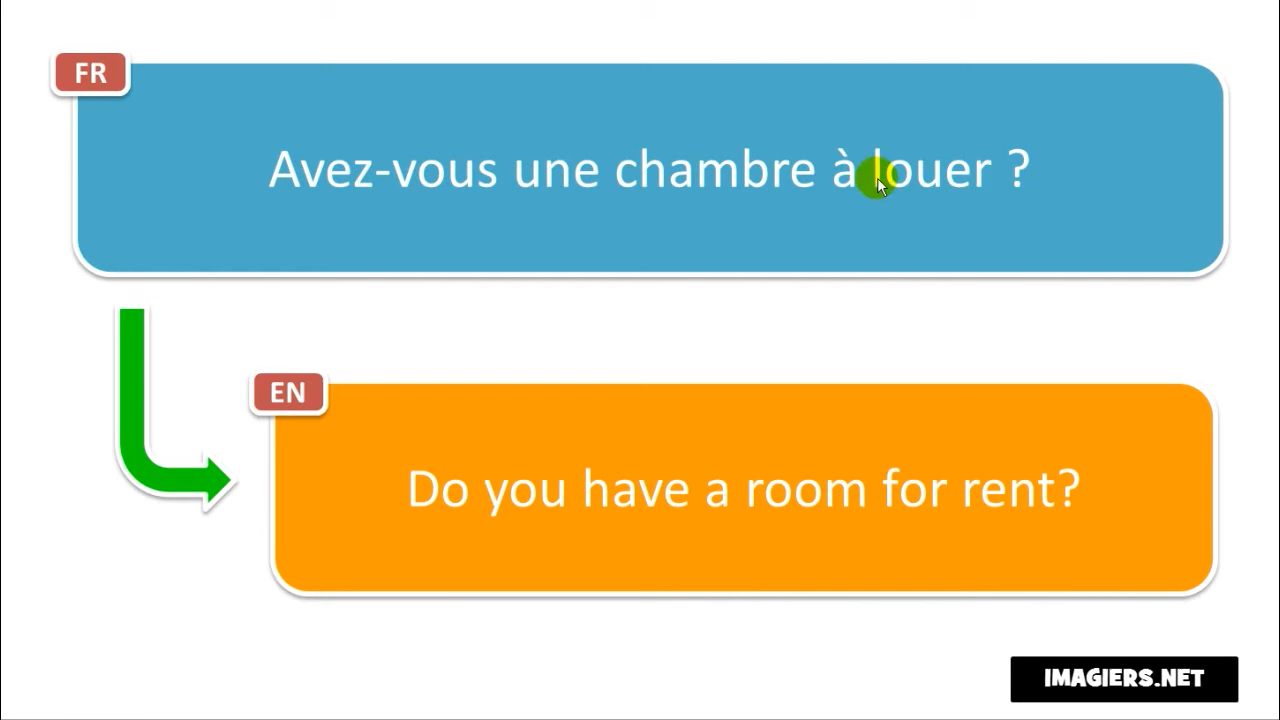 FR
Avez-vous une chambre à louer ?
EN
Do you have a room for rent?
IMAGIERS.NET